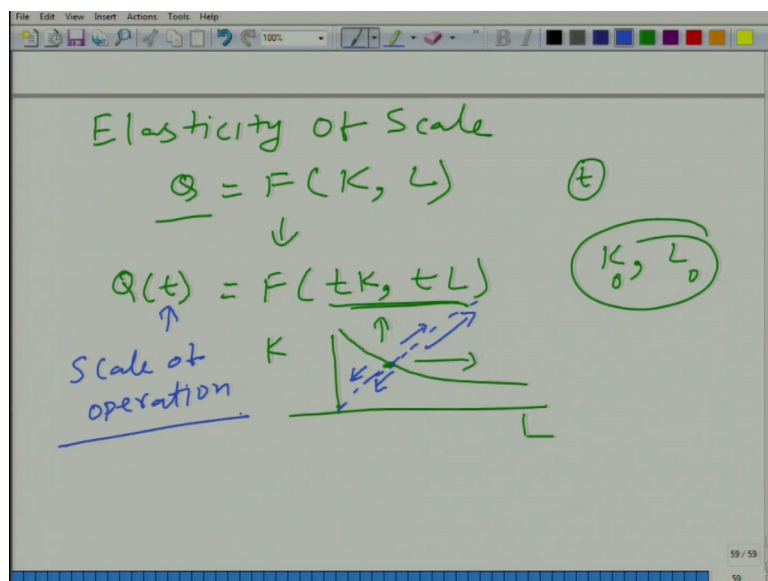 File Edit View Insert Actions Tools Help
100%
B I
Elasticity of Scale
Q = F(K, L)
t
↓
K₀, L₀
Q(t) = F(tK, tL)
↑
↑
Scale of
operation
K
L
59 / 59
59